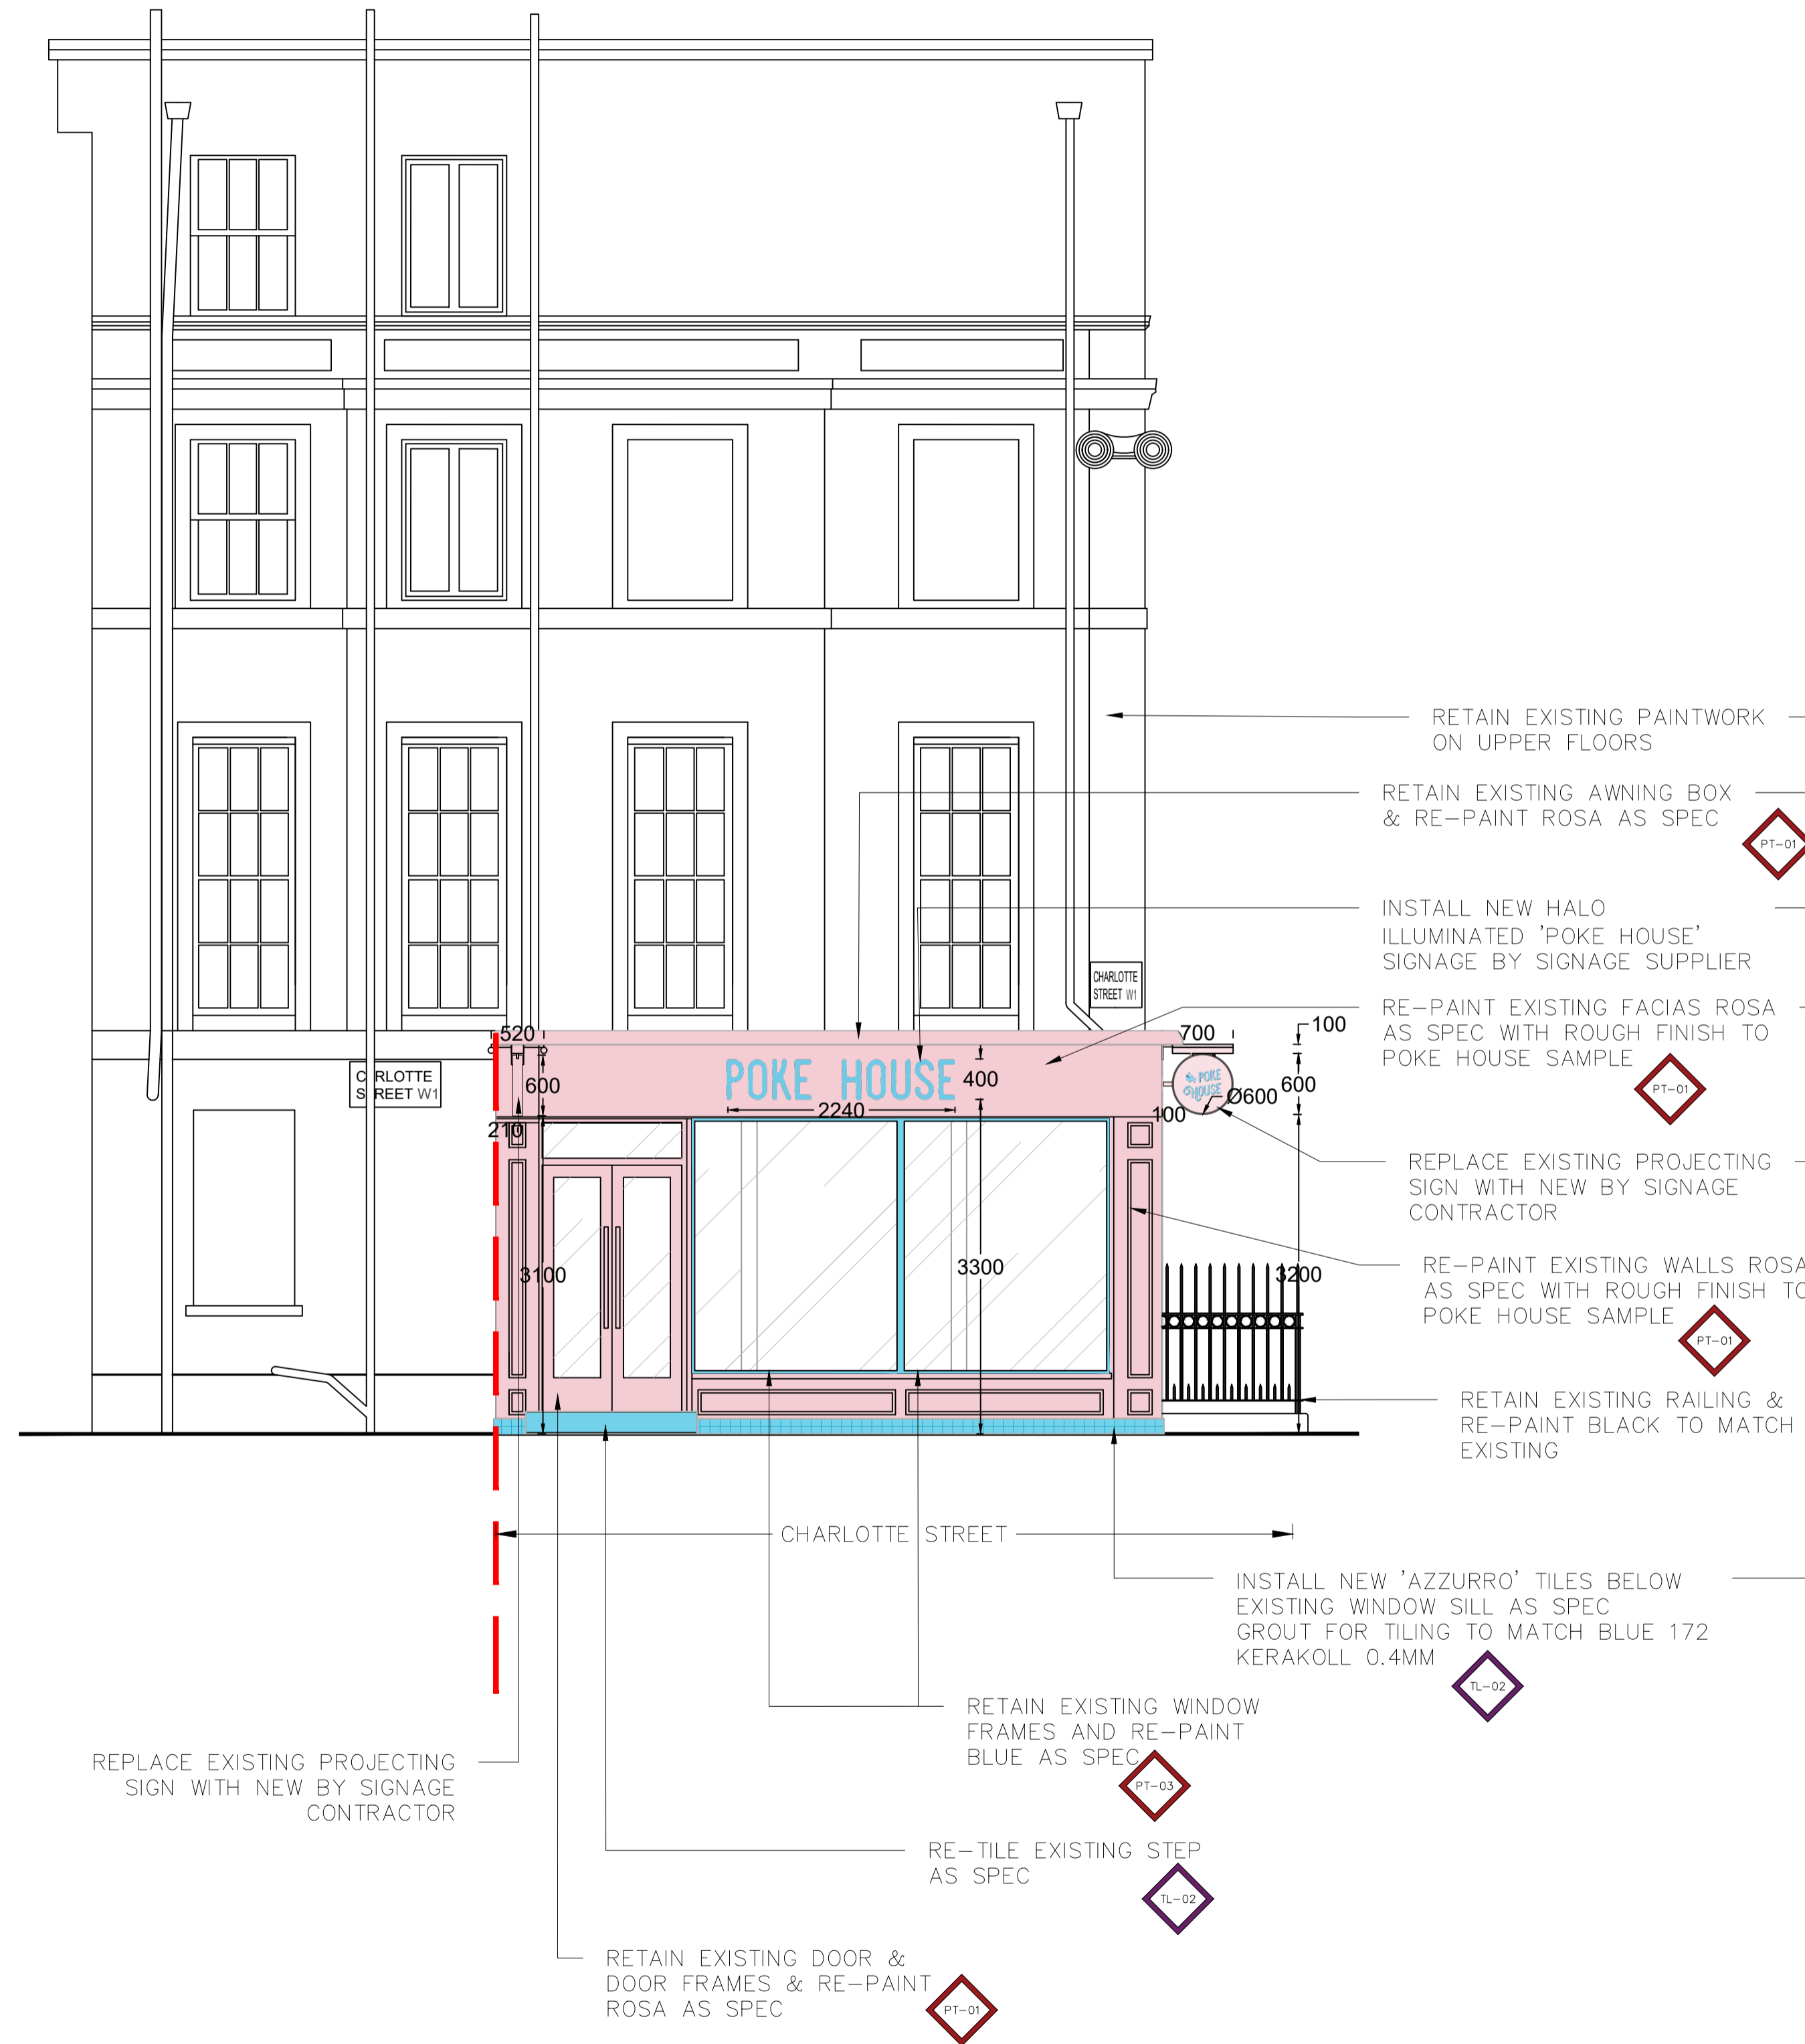 RETAIN EXISTING PAINTWORK
ON UPPER FLOORS
RETAIN EXISTING AWNING BOX
& RE-PAINT ROSA AS SPEC
PT-01
INSTALL NEW HALO
ILLUMINATED 'POKE HOUSE'
SIGNAGE BY SIGNAGE SUPPLIER
CHARLOTTE
STREET W1
RE-PAINT EXISTING FACIAS ROSA
AS SPEC WITH ROUGH FINISH TO
POKE HOUSE SAMPLE
PT-01
520
700
100
C RLOTTE
S REET W1
600
POKE HOUSE
400
POKE
HOUSE
600
Ø600
2240
100
210
REPLACE EXISTING PROJECTING
SIGN WITH NEW BY SIGNAGE
CONTRACTOR
3100
3300
3200
RE-PAINT EXISTING WALLS ROSA
AS SPEC WITH ROUGH FINISH TO
POKE HOUSE SAMPLE
PT-01
RETAIN EXISTING RAILING &
RE-PAINT BLACK TO MATCH
EXISTING
CHARLOTTE STREET
INSTALL NEW 'AZZURRO' TILES BELOW
EXISTING WINDOW SILL AS SPEC
GROUT FOR TILING TO MATCH BLUE 172
KERAKOLL 0.4MM
TL-02
RETAIN EXISTING WINDOW
FRAMES AND RE-PAINT
BLUE AS SPEC
PT-03
REPLACE EXISTING PROJECTING
SIGN WITH NEW BY SIGNAGE
CONTRACTOR
RE-TILE EXISTING STEP
AS SPEC
TL-02
RETAIN EXISTING DOOR &
DOOR FRAMES & RE-PAINT
ROSA AS SPEC
PT-01